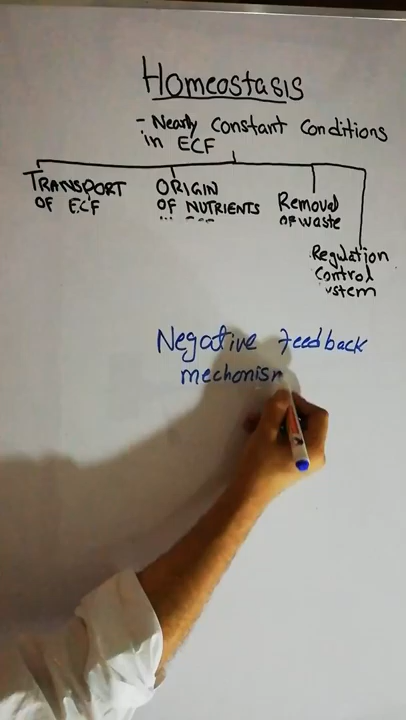 Homeostasis
- Nearly Constant Conditions
in ECF
TRANSPORT
OF ECF
ORIGIN
OF NUTRIENTS
Removal
OF waste
Regulation
Control
ystem
Negative feedback
mechonism